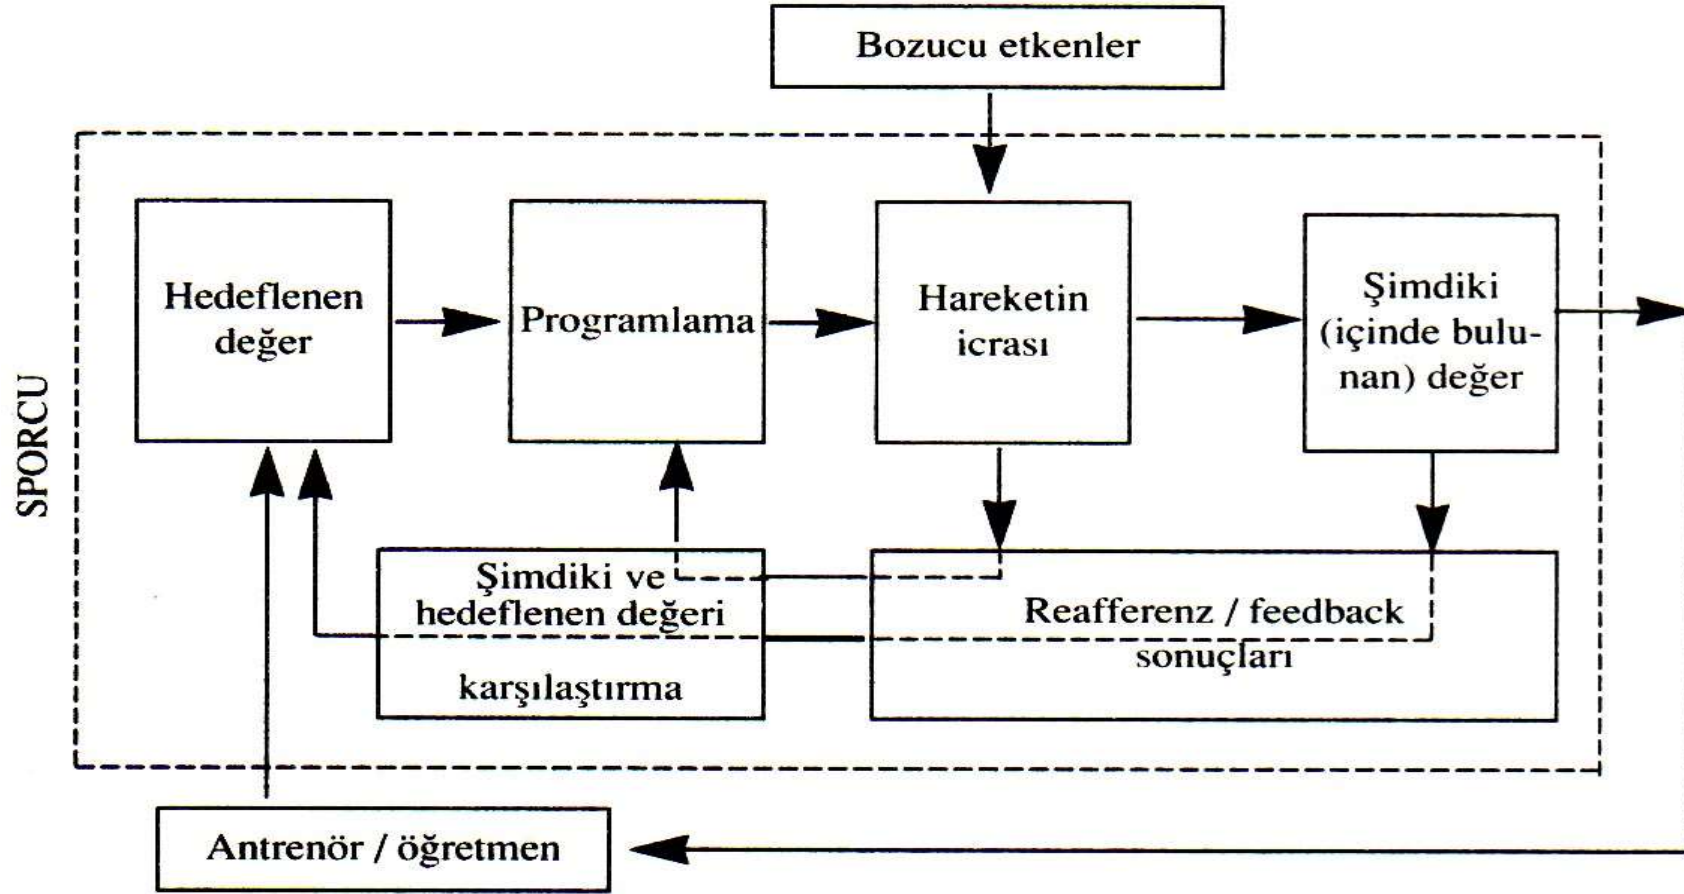 Bozucu etkenler
SPORCU
Hedeflenen
değer
Programlama
Hareketin
icrası
Şimdiki
(içinde bulu-
nan) değer
Şimdiki ve
hedeflenen değeri
karşılaştırma
Reafferenz / feedback
sonuçları
Antrenör / öğretmen